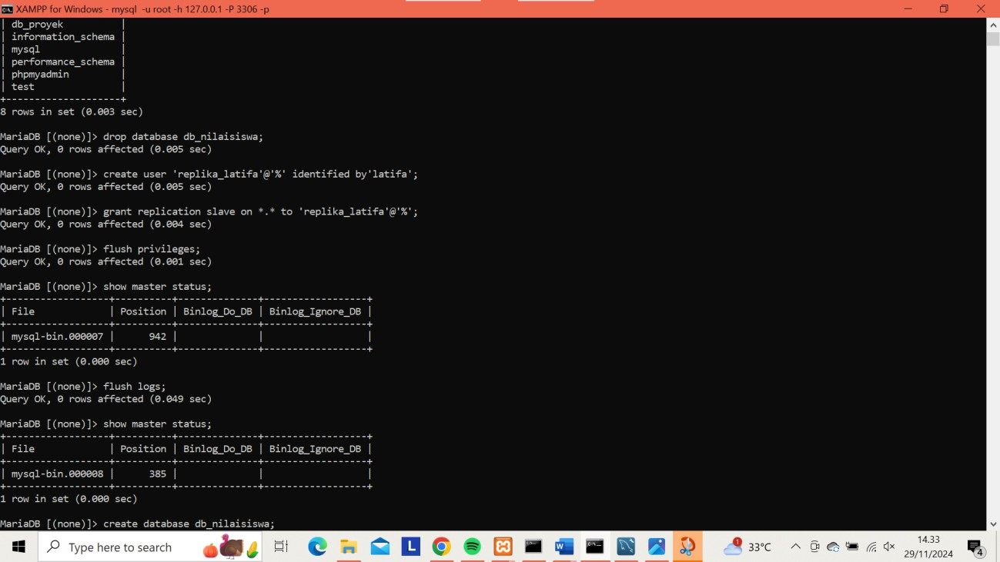 XAMPP for Windows - mysql  -u root -h 127.0.0.1 -P 3306 -p
| db_proyek          |
| information_schema |
| mysql              |
| performance_schema |
| phpmyadmin         |
| test               |
+--------------------+
8 rows in set (0.003 sec)
MariaDB [(none)]> drop database db_nilaisiswa;
Query OK, 0 rows affected (0.005 sec)
MariaDB [(none)]> create user 'replika_latifa'@'%' identified by'latifa';
Query OK, 0 rows affected (0.005 sec)
MariaDB [(none)]> grant replication slave on *.* to 'replika_latifa'@'%';
Query OK, 0 rows affected (0.004 sec)
MariaDB [(none)]> flush privileges;
Query OK, 0 rows affected (0.001 sec)
MariaDB [(none)]> show master status;
+------------------+----------+--------------+------------------+
| File             | Position | Binlog_Do_DB | Binlog_Ignore_DB |
+------------------+----------+--------------+------------------+
| mysql-bin.000007 |      942 |              |                  |
+------------------+----------+--------------+------------------+
1 row in set (0.000 sec)
MariaDB [(none)]> flush logs;
Query OK, 0 rows affected (0.049 sec)
MariaDB [(none)]> show master status;
+------------------+----------+--------------+------------------+
| File             | Position | Binlog_Do_DB | Binlog_Ignore_DB |
+------------------+----------+--------------+------------------+
| mysql-bin.000008 |      385 |              |                  |
+------------------+----------+--------------+------------------+
1 row in set (0.000 sec)
MariaDB [(none)]> create database db_nilaisiswa;
Type here to search
L
W
1
33°C
14.33
29/11/2024
4